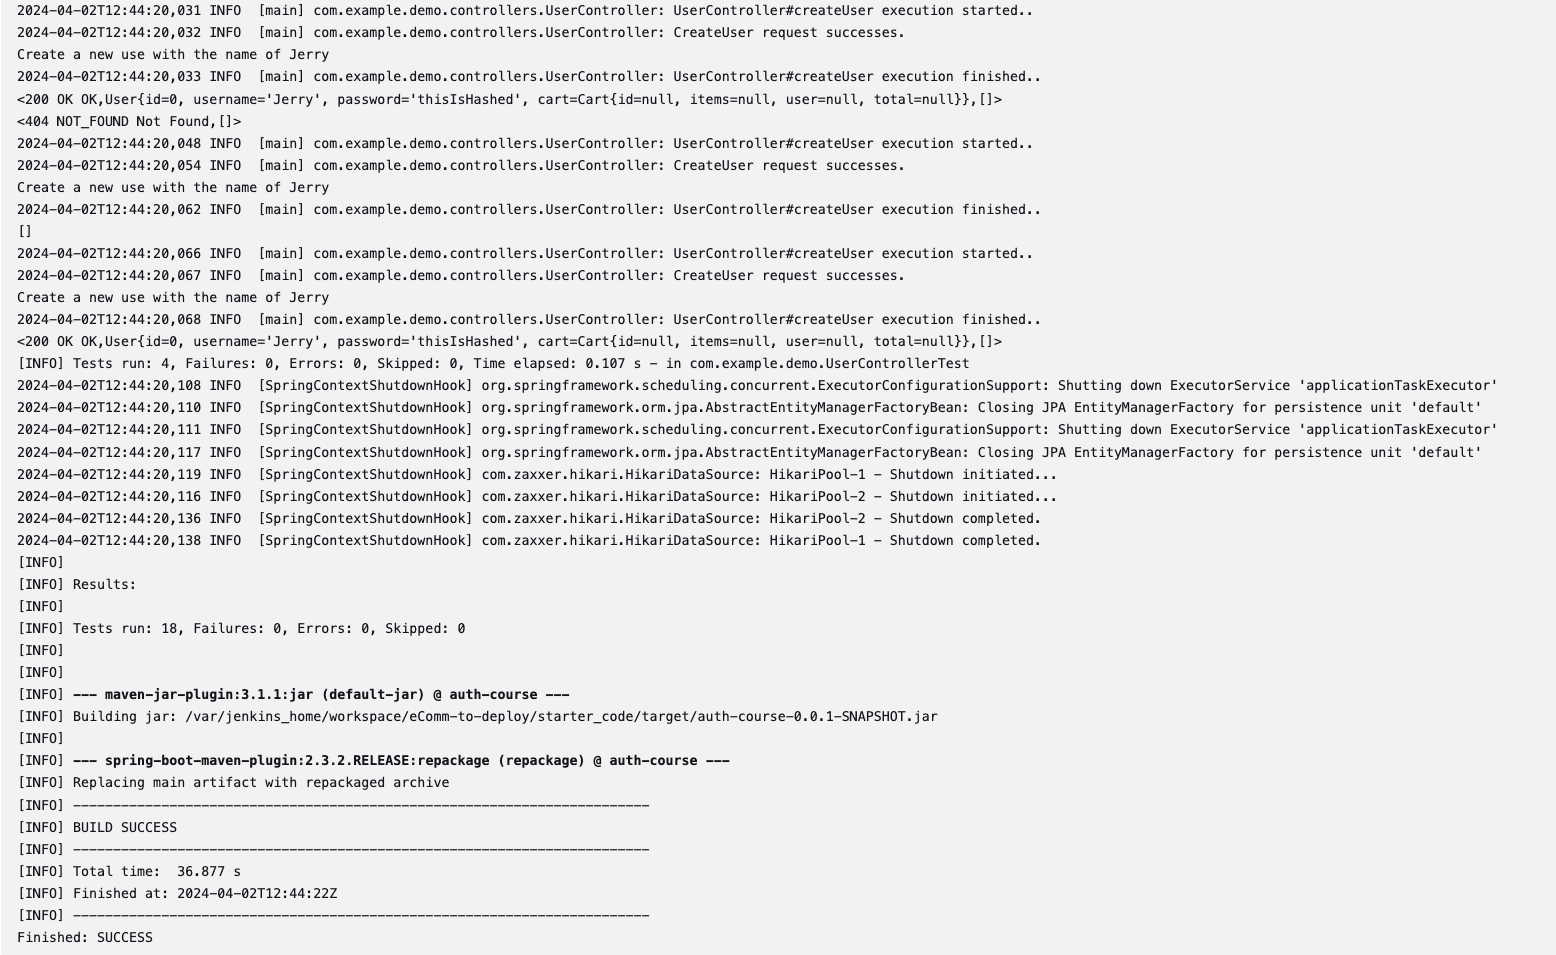 2024-04-02T12:44:20,031 INFO  [main] com.example.demo.controllers.UserController: UserController#createUser execution started..
2024-04-02T12:44:20,032 INFO  [main] com.example.demo.controllers.UserController: CreateUser request successes.
Create a new use with the name of Jerry
2024-04-02T12:44:20,033 INFO  [main] com.example.demo.controllers.UserController: UserController#createUser execution finished..
<200 OK OK,User{id=0, username='Jerry', password='thisIsHashed', cart=Cart{id=null, items=null, user=null, total=null}},[]>
<404 NOT_FOUND Not Found,[]>
2024-04-02T12:44:20,048 INFO  [main] com.example.demo.controllers.UserController: UserController#createUser execution started..
2024-04-02T12:44:20,054 INFO  [main] com.example.demo.controllers.UserController: CreateUser request successes.
Create a new use with the name of Jerry
2024-04-02T12:44:20,062 INFO  [main] com.example.demo.controllers.UserController: UserController#createUser execution finished..
[]
2024-04-02T12:44:20,066 INFO  [main] com.example.demo.controllers.UserController: UserController#createUser execution started..
2024-04-02T12:44:20,067 INFO  [main] com.example.demo.controllers.UserController: CreateUser request successes.
Create a new use with the name of Jerry
2024-04-02T12:44:20,068 INFO  [main] com.example.demo.controllers.UserController: UserController#createUser execution finished..
<200 OK OK,User{id=0, username='Jerry', password='thisIsHashed', cart=Cart{id=null, items=null, user=null, total=null}},[]>
[INFO] Tests run: 4, Failures: 0, Errors: 0, Skipped: 0, Time elapsed: 0.107 s - in com.example.demo.UserControllerTest
2024-04-02T12:44:20,108 INFO  [SpringContextShutdownHook] org.springframework.scheduling.concurrent.ExecutorConfigurationSupport: Shutting down ExecutorService 'applicationTaskExecutor'
2024-04-02T12:44:20,110 INFO  [SpringContextShutdownHook] org.springframework.orm.jpa.AbstractEntityManagerFactoryBean: Closing JPA EntityManagerFactory for persistence unit 'default'
2024-04-02T12:44:20,111 INFO  [SpringContextShutdownHook] org.springframework.scheduling.concurrent.ExecutorConfigurationSupport: Shutting down ExecutorService 'applicationTaskExecutor'
2024-04-02T12:44:20,117 INFO  [SpringContextShutdownHook] org.springframework.orm.jpa.AbstractEntityManagerFactoryBean: Closing JPA EntityManagerFactory for persistence unit 'default'
2024-04-02T12:44:20,119 INFO  [SpringContextShutdownHook] com.zaxxer.hikari.HikariDataSource: HikariPool-1 - Shutdown initiated...
2024-04-02T12:44:20,116 INFO  [SpringContextShutdownHook] com.zaxxer.hikari.HikariDataSource: HikariPool-2 - Shutdown initiated...
2024-04-02T12:44:20,136 INFO  [SpringContextShutdownHook] com.zaxxer.hikari.HikariDataSource: HikariPool-2 - Shutdown completed.
2024-04-02T12:44:20,138 INFO  [SpringContextShutdownHook] com.zaxxer.hikari.HikariDataSource: HikariPool-1 - Shutdown completed.
[INFO]
[INFO] Results:
[INFO]
[INFO] Tests run: 18, Failures: 0, Errors: 0, Skipped: 0
[INFO]
[INFO]
[INFO] --- maven-jar-plugin:3.1.1:jar (default-jar) @ auth-course ---
[INFO] Building jar: /var/jenkins_home/workspace/eComm-to-deploy/starter_code/target/auth-course-0.0.1-SNAPSHOT.jar
[INFO]
[INFO] --- spring-boot-maven-plugin:2.3.2.RELEASE:repackage (repackage) @ auth-course ---
[INFO] Replacing main artifact with repackaged archive
[INFO] ------------------------------------------------------------------------
[INFO] BUILD SUCCESS
[INFO] ------------------------------------------------------------------------
[INFO] Total time:  36.877 s
[INFO] Finished at: 2024-04-02T12:44:22Z
[INFO] ------------------------------------------------------------------------
Finished: SUCCESS